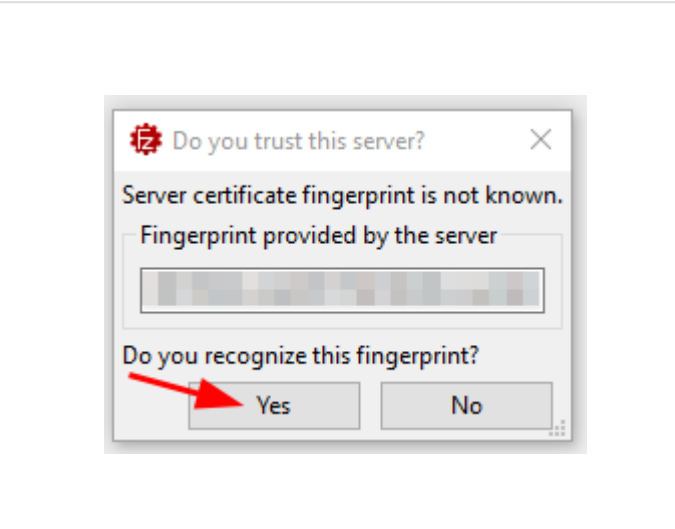 Do you trust this server?
Server certificate fingerprint is not known.
Fingerprint provided by the server
Do you recognize this fingerprint?
Yes No